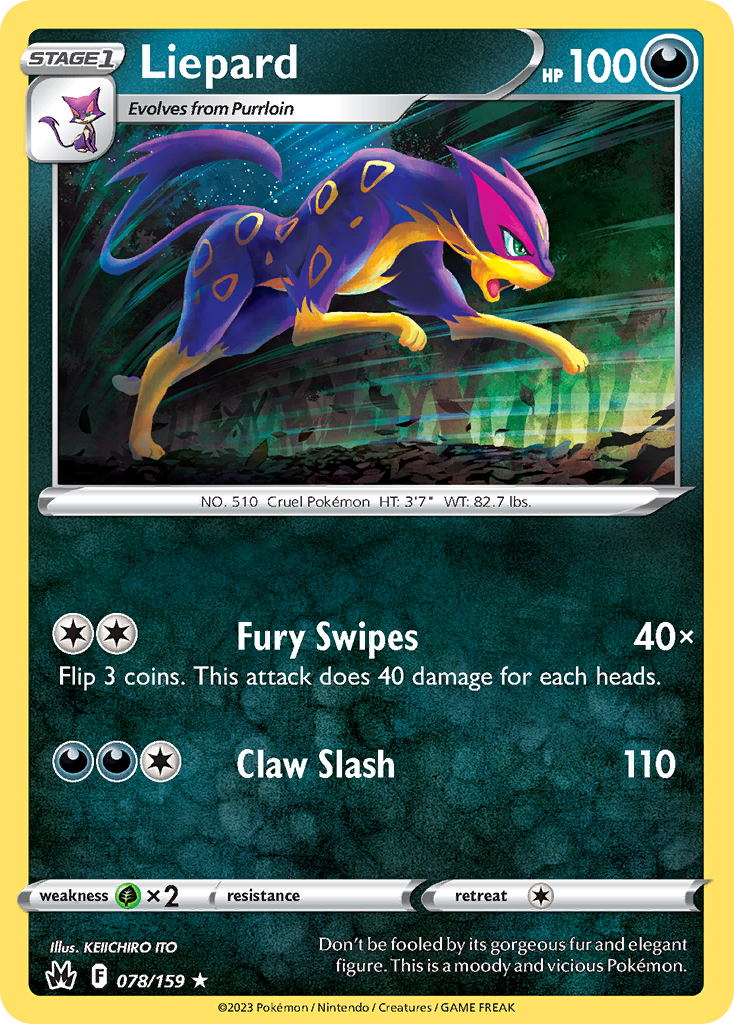 STAGE1
Liepard
HP 100
Evolves from Purrloin
NO. 510 Cruel Pokémon HT: 3'7" WT: 82.7 lbs.
Fury Swipes 40×
Flip 3 coins. This attack does 40 damage for each heads.
Claw Slash 110
weakness ×2 resistance retreat
Illus. KEIICHIRO ITO
Don't be fooled by its gorgeous fur and elegant
figure. This is a moody and vicious Pokémon.
F 078/159 ★
©2023 Pokémon / Nintendo / Creatures / GAME FREAK